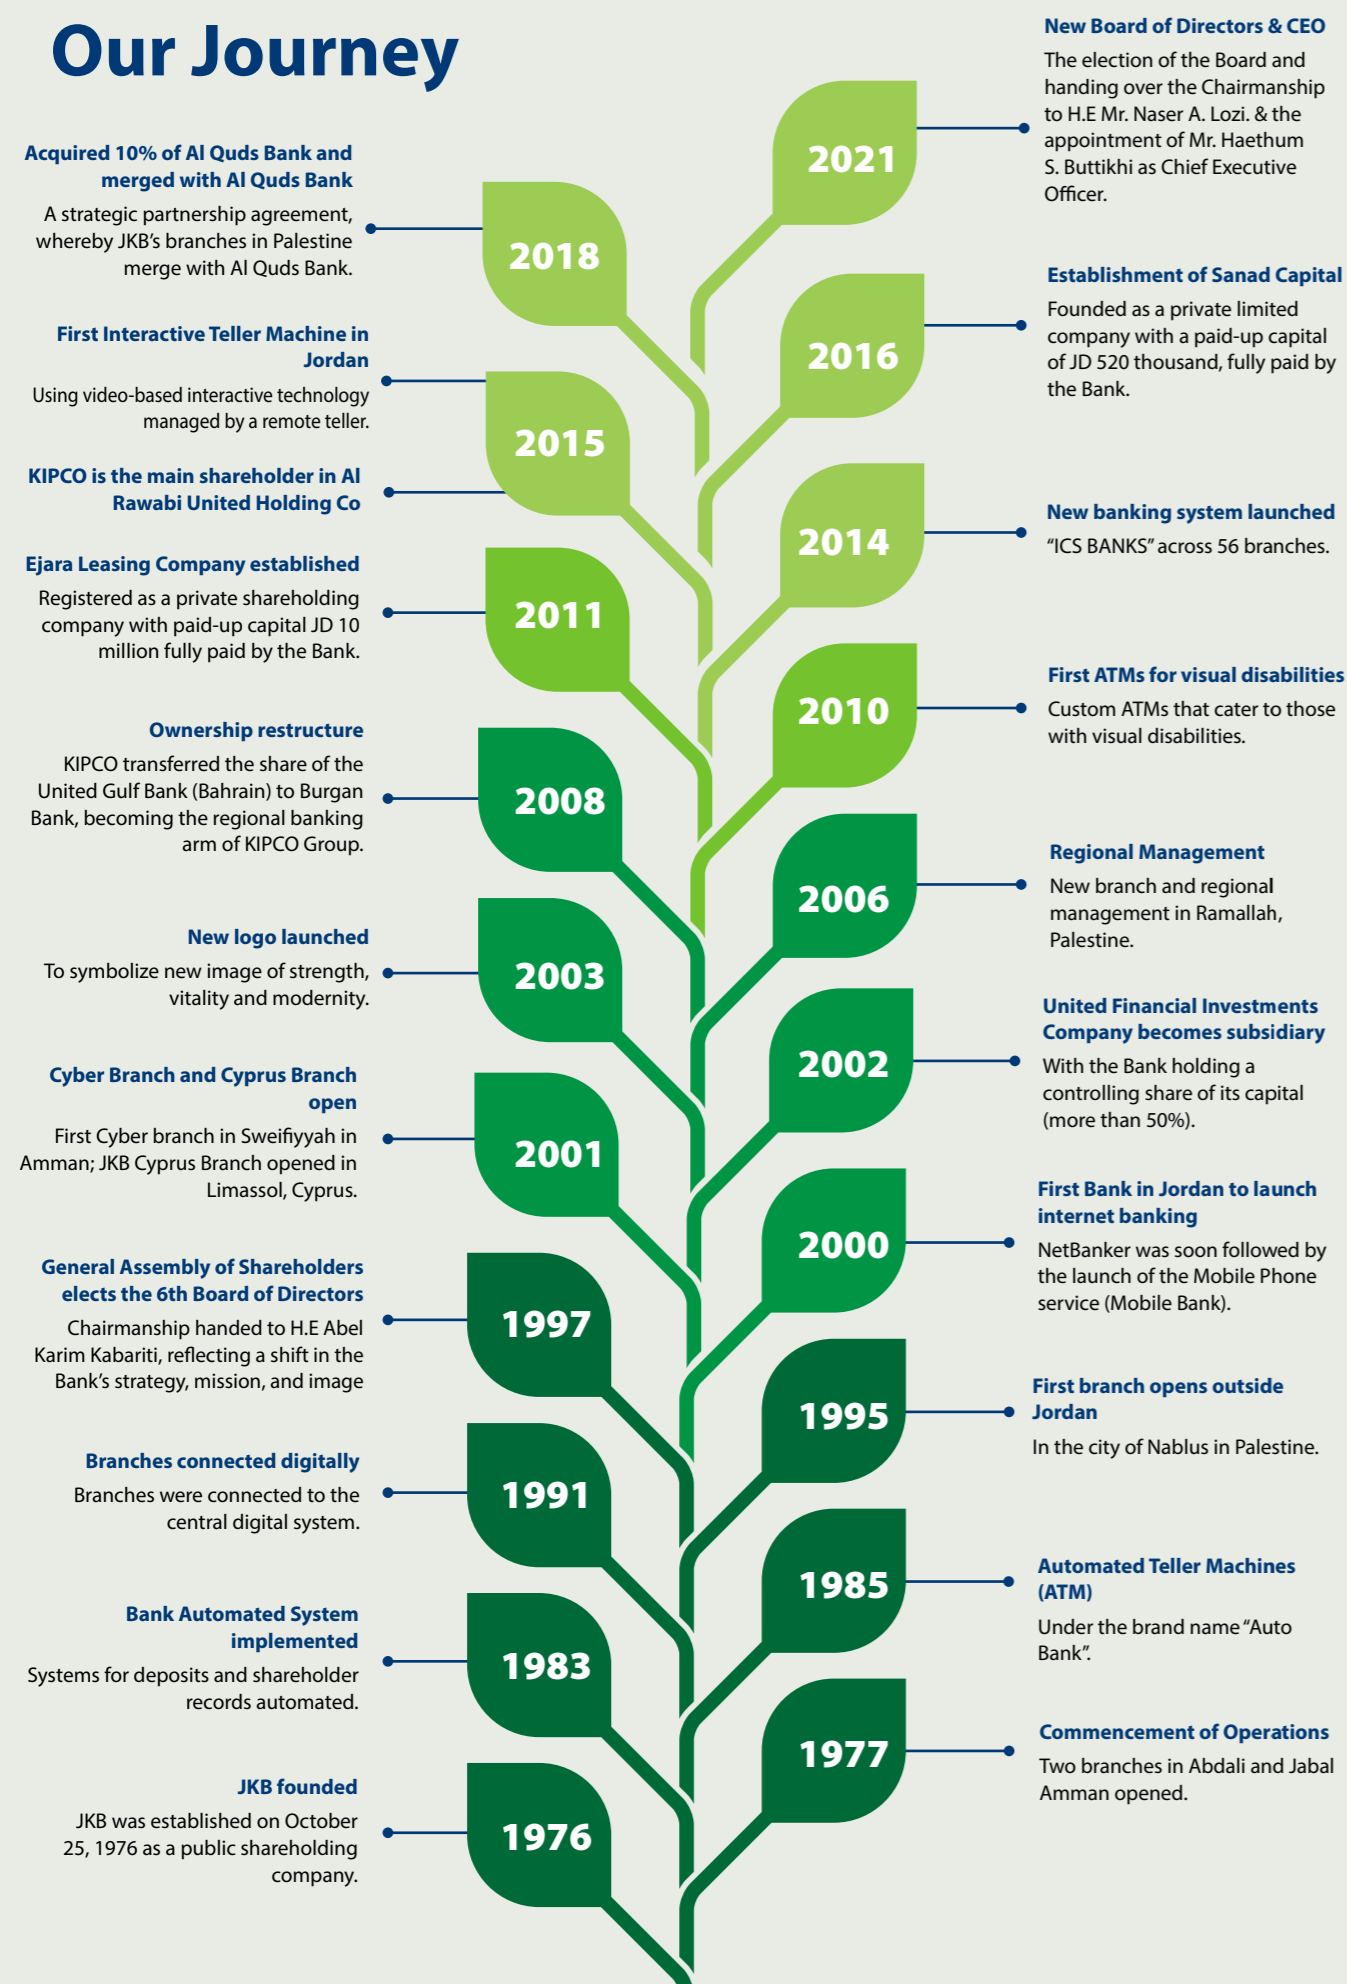 Our Journey
New Board of Directors & CEO
The election of the Board and
handing over the Chairmanship
to H.E Mr. Naser A. Lozi. & the
appointment of Mr. Haethum
S. Buttikhi as Chief Executive
Officer.
2021
Acquired 10% of Al Quds Bank and
merged with Al Quds Bank
A strategic partnership agreement,
whereby JKB's branches in Palestine
merge with Al Quds Bank.
2018
Establishment of Sanad Capital
Founded as a private limited
company with a paid-up capital
of JD 520 thousand, fully paid by
the Bank.
2016
First Interactive Teller Machine in
Jordan
Using video-based interactive technology
managed by a remote teller.
2015
KIPCO is the main shareholder in Al
Rawabi United Holding Co
New banking system launched
“ICS BANKS” across 56 branches.
2014
Ejara Leasing Company established
Registered as a private shareholding
company with paid-up capital JD 10
million fully paid by the Bank.
2011
First ATMs for visual disabilities
Custom ATMs that cater to those
with visual disabilities.
2010
Ownership restructure
KIPCO transferred the share of the
United Gulf Bank (Bahrain) to Burgan
Bank, becoming the regional banking
arm of KIPCO Group.
2008
Regional Management
New branch and regional
management in Ramallah,
Palestine.
2006
New logo launched
To symbolize new image of strength,
vitality and modernity.
2003
United Financial Investments
Company becomes subsidiary
With the Bank holding a
controlling share of its capital
(more than 50%).
2002
Cyber Branch and Cyprus Branch
open
First Cyber branch in Sweifiyyah in
Amman; JKB Cyprus Branch opened in
Limassol, Cyprus.
2001
First Bank in Jordan to launch
internet banking
NetBanker was soon followed by
the launch of the Mobile Phone
service (Mobile Bank).
2000
General Assembly of Shareholders
elects the 6th Board of Directors
Chairmanship handed to H.E Abel
Karim Kabariti, reflecting a shift in the
Bank's strategy, mission, and image
1997
First branch opens outside
Jordan
In the city of Nablus in Palestine.
1995
Branches connected digitally
Branches were connected to the
central digital system.
1991
Automated Teller Machines
(ATM)
Under the brand name “Auto
Bank”.
1985
Bank Automated System
implemented
Systems for deposits and shareholder
records automated.
1983
Commencement of Operations
Two branches in Abdali and Jabal
Amman opened.
1977
JKB founded
JKB was established on October
25, 1976 as a public shareholding
company.
1976